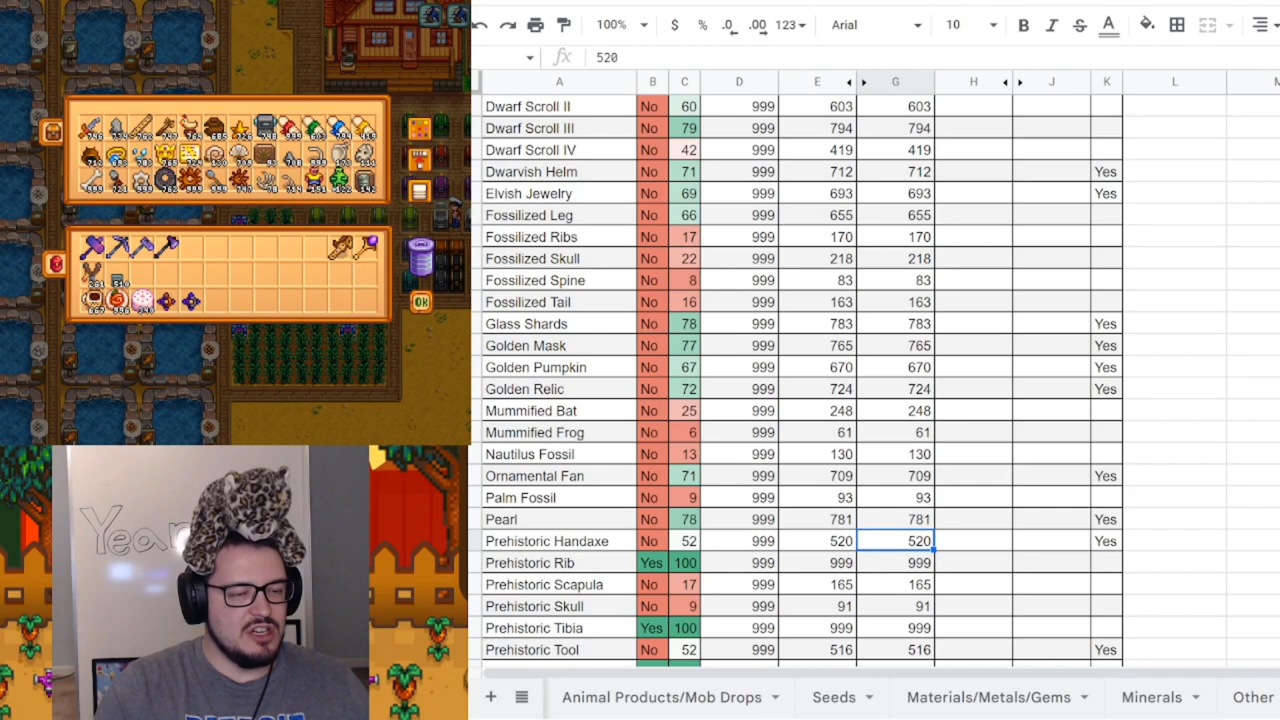 100% $ % .0 .00 123 Arial 10 B I S A
fx 520
A B C D E G H J K L M
Dwarf Scroll II No 60 999 603 603
Dwarf Scroll III No 79 999 794 794
Dwarf Scroll IV No 42 999 419 419
Dwarvish Helm No 71 999 712 712 Yes
Elvish Jewelry No 69 999 693 693 Yes
Fossilized Leg No 66 999 655 655
Fossilized Ribs No 17 999 170 170
Fossilized Skull No 22 999 218 218
Fossilized Spine No 8 999 83 83
Fossilized Tail No 16 999 163 163
Glass Shards No 78 999 783 783 Yes
Golden Mask No 77 999 765 765 Yes
Golden Pumpkin No 67 999 670 670 Yes
Golden Relic No 72 999 724 724 Yes
Mummified Bat No 25 999 248 248
Mummified Frog No 6 999 61 61
Nautilus Fossil No 13 999 130 130
Ornamental Fan No 71 999 709 709 Yes
Palm Fossil No 9 999 93 93
Pearl No 78 999 781 781 Yes
Prehistoric Handaxe No 52 999 520 520 Yes
Prehistoric Rib Yes 100 999 999 999
Prehistoric Scapula No 17 999 165 165
Prehistoric Skull No 9 999 91 91
Prehistoric Tibia Yes 100 999 999 999
Prehistoric Tool No 52 999 516 516 Yes
+ Animal Products/Mob Drops Seeds Materials/Metals/Gems Minerals Other
OK
Year